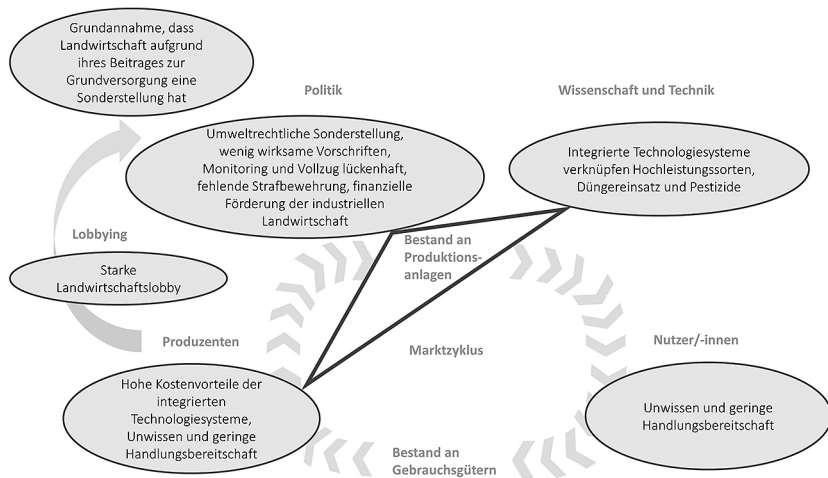 Grundannahme, dass
Landwirtschaft aufgrund
ihres Beitrages zur
Grundversorgung eine
Sonderstellung hat
Politik
Wissenschaft und Technik
Umweltrechtliche Sonderstellung,
wenig wirksame Vorschriften,
Monitoring und Vollzug lückenhaft,
fehlende Strafbewehrung, finanzielle
Förderung der industriellen
Landwirtschaft
Integrierte Technologiesysteme
verknüpfen Hochleistungssorten,
Düngereinsatz und Pestizide
Lobbying
Starke
Landwirtschaftslobby
Bestand an
Produktions-
anlagen
Produzenten
Marktzyklus
Nutzer/-innen
Hohe Kostenvorteile der
integrierten
Technologiesysteme,
Unwissen und geringe
Handlungsbereitschaft
Unwissen und geringe
Handlungsbereitschaft
Bestand an
Gebrauchsgütern